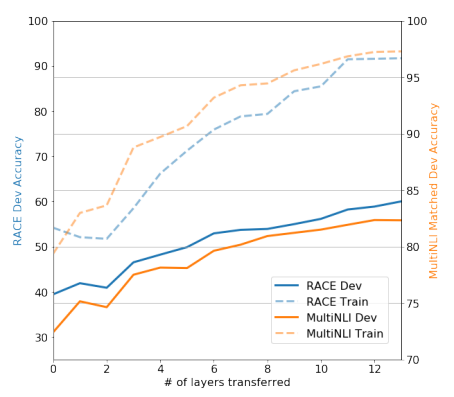 100
90
80
70
60
50
40
30
RACE Dev Accuracy
100
95
90
85
80
75
70
MultiNLI Matched Dev Accuracy
RACE Dev
RACE Train
MultiNLI Dev
MultiNLI Train
0 2 4 6 8 10 12
# of layers transferred